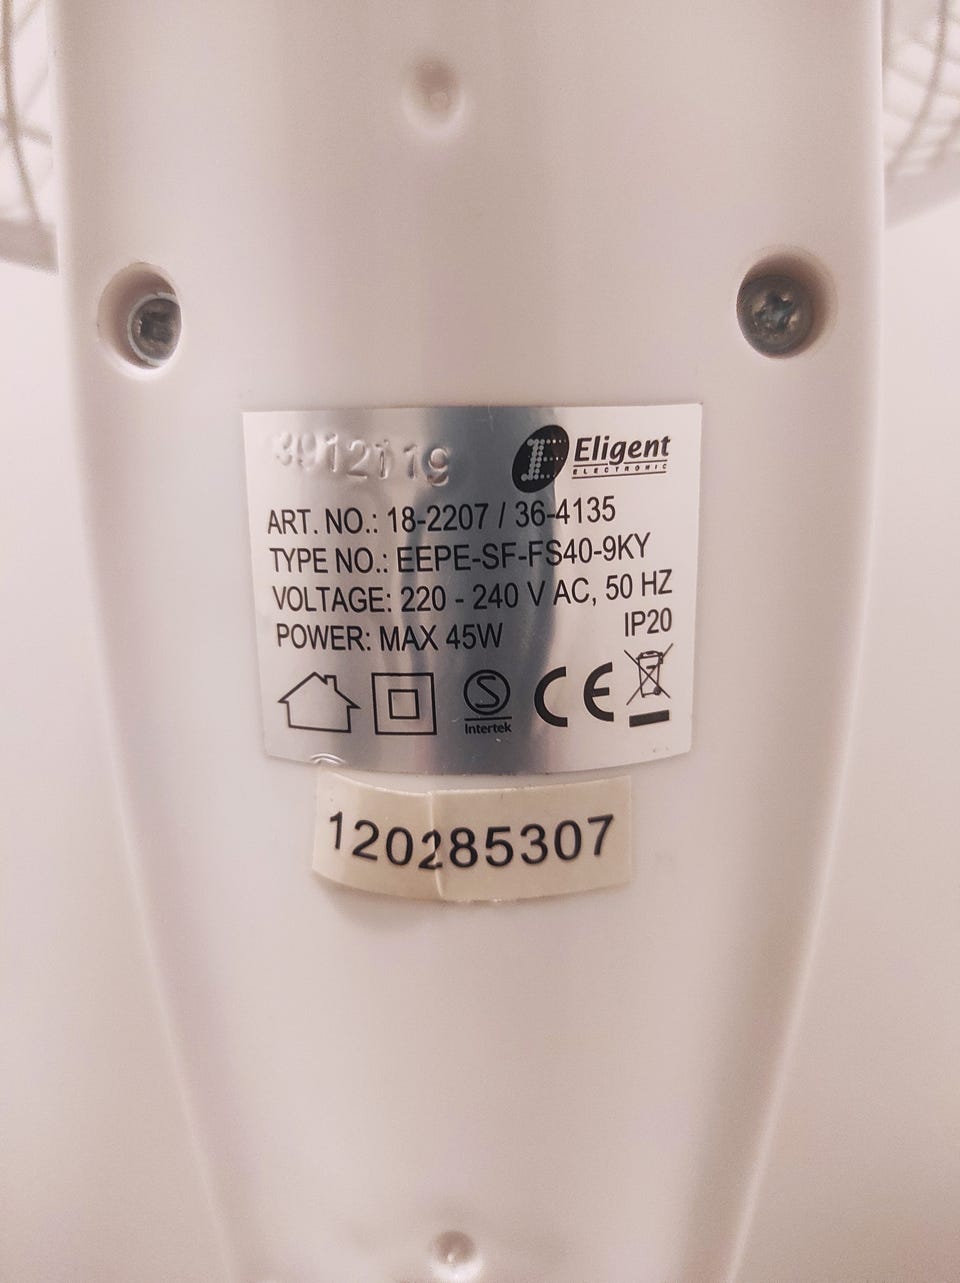 3912119
Eligent
ELECTRONIC
ART. NO.: 18-2207 / 36-4135
TYPE NO.: EEPE-SF-FS40-9KY
VOLTAGE: 220 - 240 V AC, 50 HZ
POWER: MAX 45W IP20
S
Intertek
CE
120285307